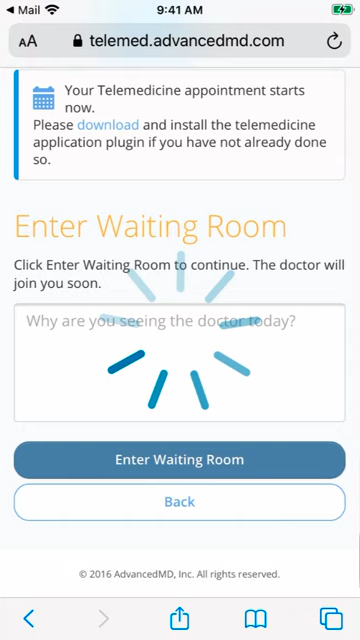 Mail
9:41 AM
AA
telemed.advancedmd.com
Your Telemedicine appointment starts
now.
Please download and install the telemedicine
application plugin if you have not already done
so.
Enter Waiting Room
Click Enter Waiting Room to continue. The doctor will
join you soon.
Why are you seeing the doctor today?
Enter Waiting Room
Back
© 2016 AdvancedMD, Inc. All rights reserved.